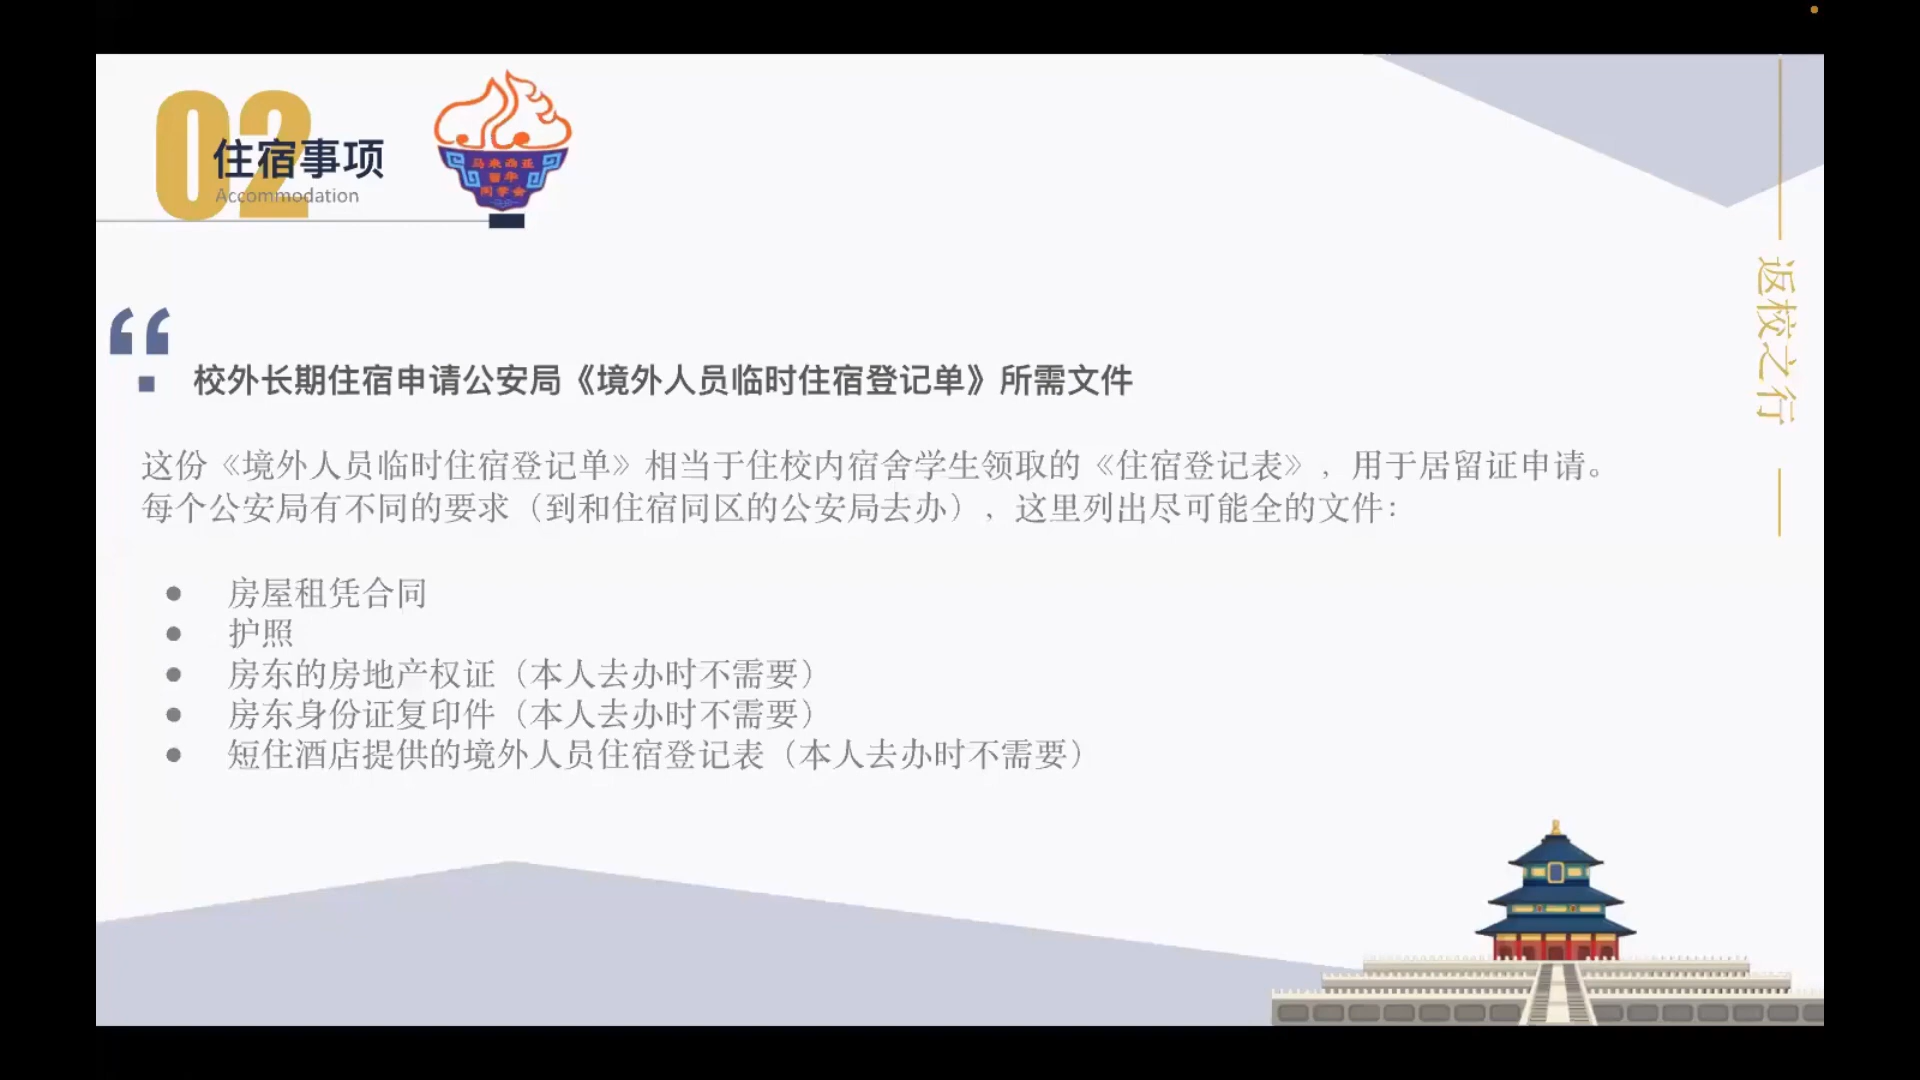 02
住宿事项
Accommodation
马来西亚
留华
同学会
返校之行
校外长期住宿申请公安局《境外人员临时住宿登记单》所需文件
这份《境外人员临时住宿登记单》相当于住校内宿舍学生领取的《住宿登记表》，用于居留证申请。
每个公安局有不同的要求（到和住宿同区的公安局去办），这里列出尽可能全的文件：
● 房屋租凭合同
● 护照
● 房东的房地产权证（本人去办时不需要）
● 房东身份证复印件（本人去办时不需要）
● 短住酒店提供的境外人员住宿登记表（本人去办时不需要）